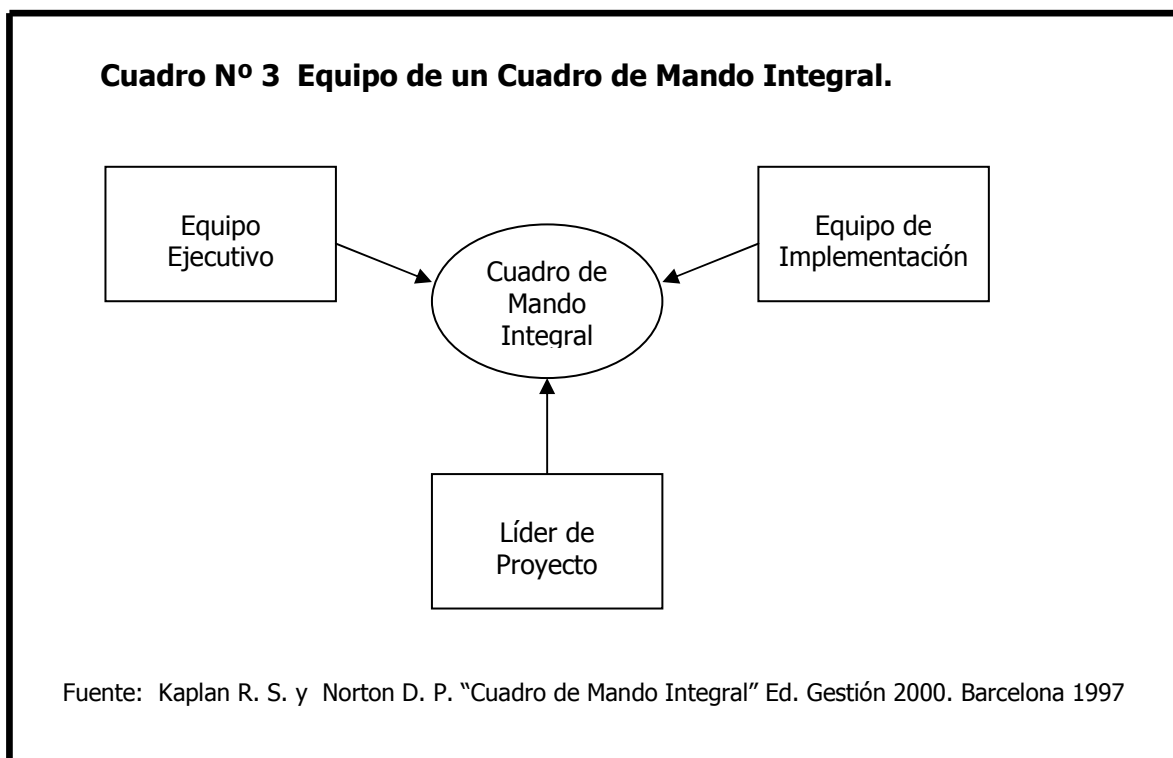 Cuadro Nº 3 Equipo de un Cuadro de Mando Integral.
Equipo
Ejecutivo
Equipo de
Implementación
Cuadro de
Mando
Integral
Líder de
Proyecto
Fuente: Kaplan R. S. y Norton D. P. “Cuadro de Mando Integral” Ed. Gestión 2000. Barcelona 1997